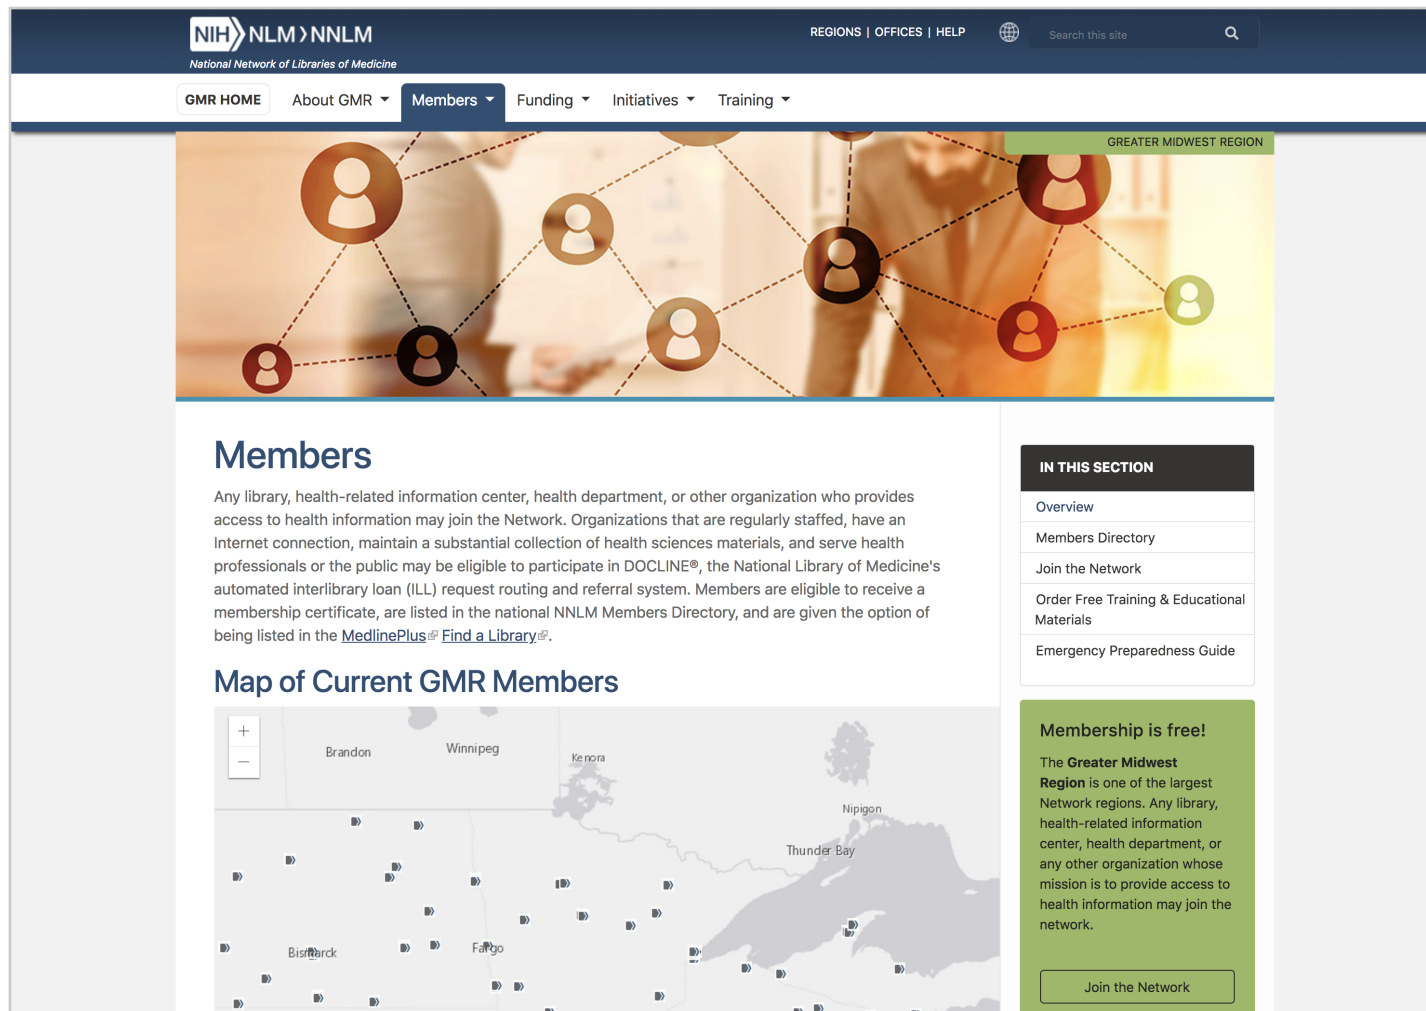 NIH NLM NNLM
National Network of Libraries of Medicine
REGIONS | OFFICES | HELP
Search this site
GMR HOME
About GMR
Members
Funding
Initiatives
Training
GREATER MIDWEST REGION
Members
Any library, health-related information center, health department, or other organization who provides
access to health information may join the Network. Organizations that are regularly staffed, have an
Internet connection, maintain a substantial collection of health sciences materials, and serve health
professionals or the public may be eligible to participate in DOCLINE®, the National Library of Medicine's
automated interlibrary loan (ILL) request routing and referral system. Members are eligible to receive a
membership certificate, are listed in the national NNLM Members Directory, and are given the option of
being listed in the MedlinePlus Find a Library.
Map of Current GMR Members
+
−
Brandon
Winnipeg
Kenora
Nipigon
Thunder Bay
Bismarck
Fargo
IN THIS SECTION
Overview
Members Directory
Join the Network
Order Free Training & Educational
Materials
Emergency Preparedness Guide
Membership is free!
The Greater Midwest
Region is one of the largest
Network regions. Any library,
health-related information
center, health department, or
any other organization whose
mission is to provide access to
health information may join the
network.
Join the Network